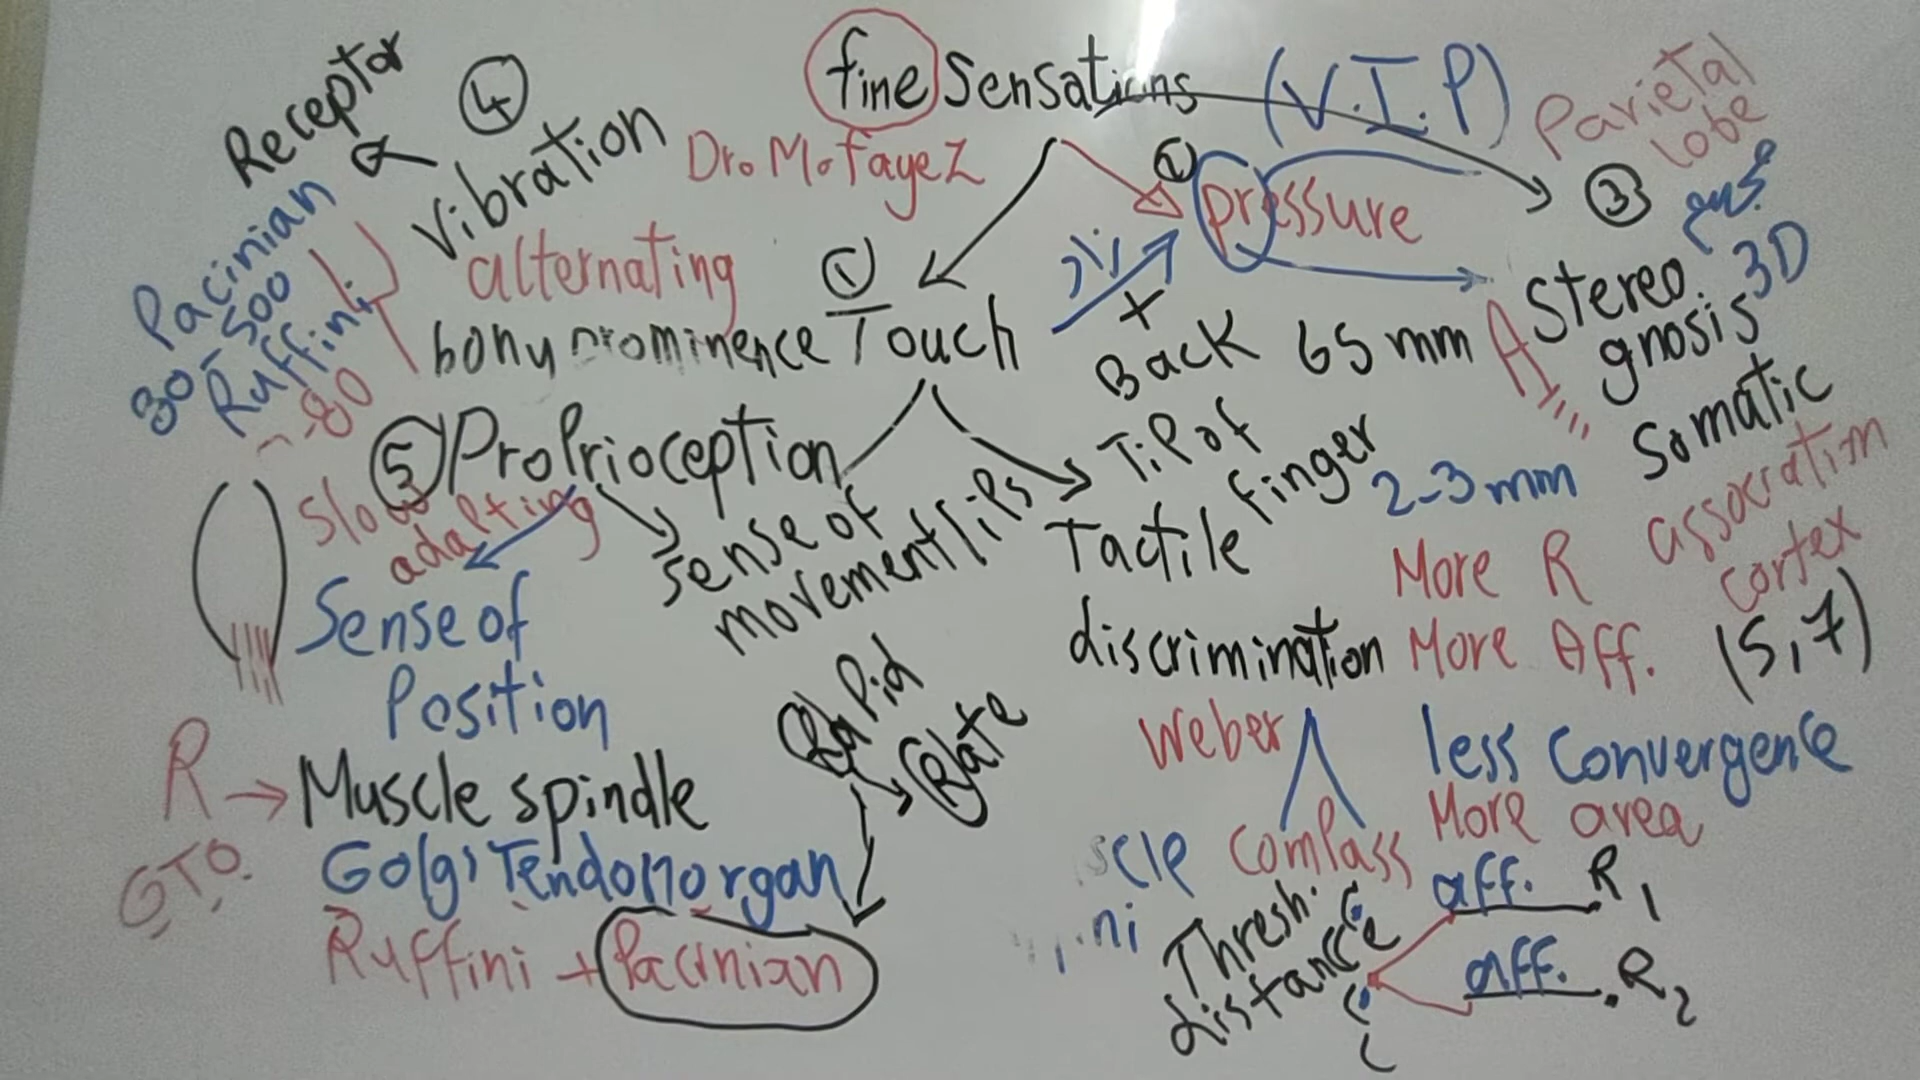 fine Sensations (V.I.P)
Dr. M. fayez
Receptor
④ Vibration
Pacinian
30-500
Ruffini
-80
alternating
bony prominence
① Touch
② pressure
Parietal
lobe
③
Stereo
gnosis 3D
Somatic
association
cortex
(5,7)
Back 65 mm
Tip of
finger
2-3 mm
lips
Tactile
discrimination
More R
More Aff.
less convergence
More area
Weber
Compass
Thresh.
distance
aff. R1
aff. R2
⑤ Proprioception
Slow
adapting
Sense of
Position
Sense of
movement
Rapid
Rate
R → Muscle spindle
GTO
Golgi Tendon organ
Ruffini + Pacinian